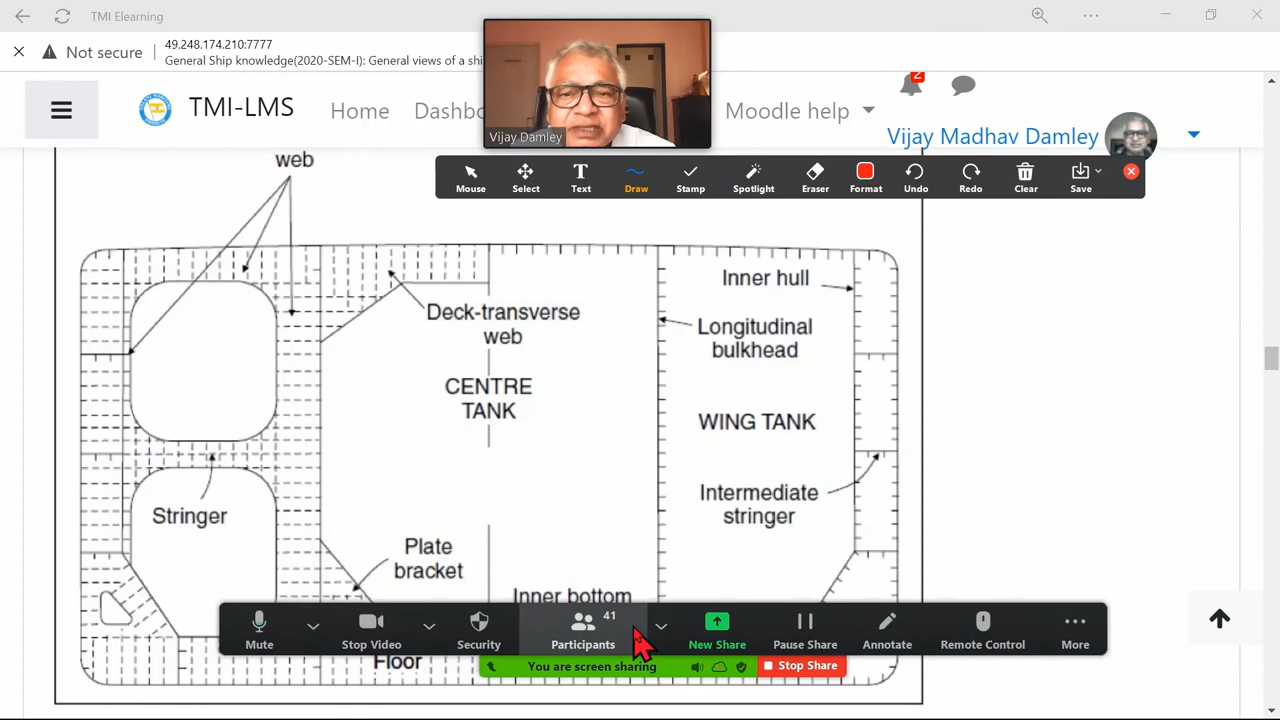 TMI Elearning
Not secure
49.248.174.210:7777
General Ship knowledge(2020-SEM-I): General views of a shi
TMI-LMS
Home
Dashbo
Moodle help
2
Vijay Madhav Damley
Vijay Damley
Mouse
Select
Text
Draw
Stamp
Spotlight
Eraser
Format
Undo
Redo
Clear
Save
web
Inner hull
Deck-transverse
web
Longitudinal
bulkhead
CENTRE
TANK
WING TANK
Stringer
Intermediate
stringer
Plate
bracket
Inner bottom
Floor
Mute
Stop Video
Security
41
Participants
New Share
Pause Share
Annotate
Remote Control
More
You are screen sharing
Stop Share